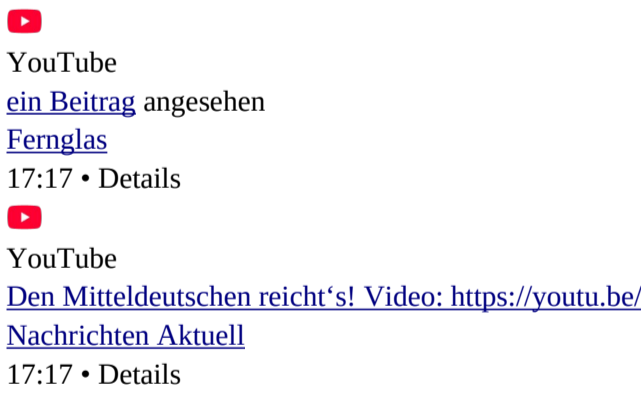 YouTube
ein Beitrag angesehen
Fernglas
17:17 • Details
YouTube
Den Mitteldeutschen reicht‘s! Video: https://youtu.be/
Nachrichten Aktuell
17:17 • Details